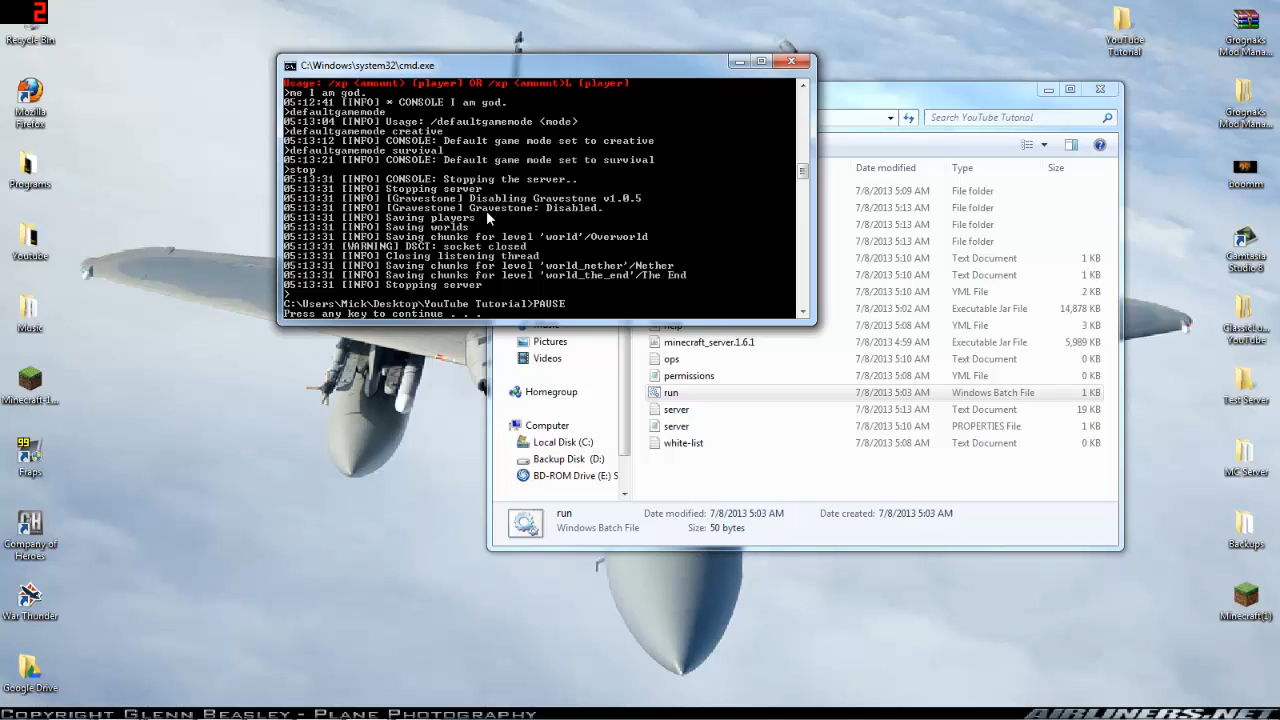 2
Recycle Bin
Mozilla
Firefox
Programs
Youtube
Music
Minecraft-1...
99
Fraps
Company of
Heroes
War Thunder
Google Drive
C:\Windows\system32\cmd.exe
Usage: /xp <amount> [player] OR /xp <amount>L [player]
>me I am god.
05:12:41 [INFO] * CONSOLE I am god.
>defaultgamemode
05:13:04 [INFO] Usage: /defaultgamemode <mode>
>defaultgamemode creative
05:13:12 [INFO] CONSOLE: Default game mode set to creative
>defaultgamemode survival
05:13:21 [INFO] CONSOLE: Default game mode set to survival
>stop
05:13:31 [INFO] CONSOLE: Stopping the server..
05:13:31 [INFO] Stopping server
05:13:31 [INFO] [Gravestone] Disabling Gravestone v1.0.5
05:13:31 [INFO] [Gravestone] Gravestone: Disabled.
05:13:31 [INFO] Saving players
05:13:31 [INFO] Saving worlds
05:13:31 [INFO] Saving chunks for level 'world'/Overworld
05:13:31 [WARNING] DSCT: socket closed
05:13:31 [INFO] Closing listening thread
05:13:31 [INFO] Saving chunks for level 'world_nether'/Nether
05:13:31 [INFO] Saving chunks for level 'world_the_end'/The End
05:13:31 [INFO] Stopping server
>
C:\Users\Mick\Desktop\YouTube Tutorial>PAUSE
Press any key to continue . . .
Search YouTube Tutorial
Date modified Type Size
7/8/2013 5:09 AM File folder
7/8/2013 5:08 AM File folder
7/8/2013 5:08 AM File folder
7/8/2013 5:10 AM File folder
7/8/2013 5:08 AM Text Document 0 KB
7/8/2013 5:10 AM Text Document 0 KB
7/8/2013 5:10 AM YML File 2 KB
7/8/2013 5:02 AM Executable Jar File 14,878 KB
7/8/2013 5:10 AM YML File 3 KB
minecraft_server.1.6.1 7/8/2013 4:59 AM Executable Jar File 5,989 KB
ops 7/8/2013 5:10 AM Text Document 0 KB
permissions 7/8/2013 5:10 AM YML File 0 KB
run 7/8/2013 5:03 AM Windows Batch File 1 KB
server 7/8/2013 5:13 AM Text Document 19 KB
server 7/8/2013 5:10 AM PROPERTIES File 1 KB
white-list 7/8/2013 5:08 AM Text Document 0 KB
Pictures
Videos
Homegroup
Computer
Local Disk (C:)
Backup Disk (D:)
BD-ROM Drive (E:) S
run Date modified: 7/8/2013 5:03 AM Date created: 7/8/2013 5:03 AM
Windows Batch File Size: 50 bytes
YouTube
Tutorial
Grognaks
Mod Mana...
Grognaks
Mod Mana...
boomm
Camtasia
Studio 8
YouTube
Test Server
MC Server
Backups
Minecraft(1)
Copyright Glenn Beasley - Plane Photography
AIRLINERS.NET